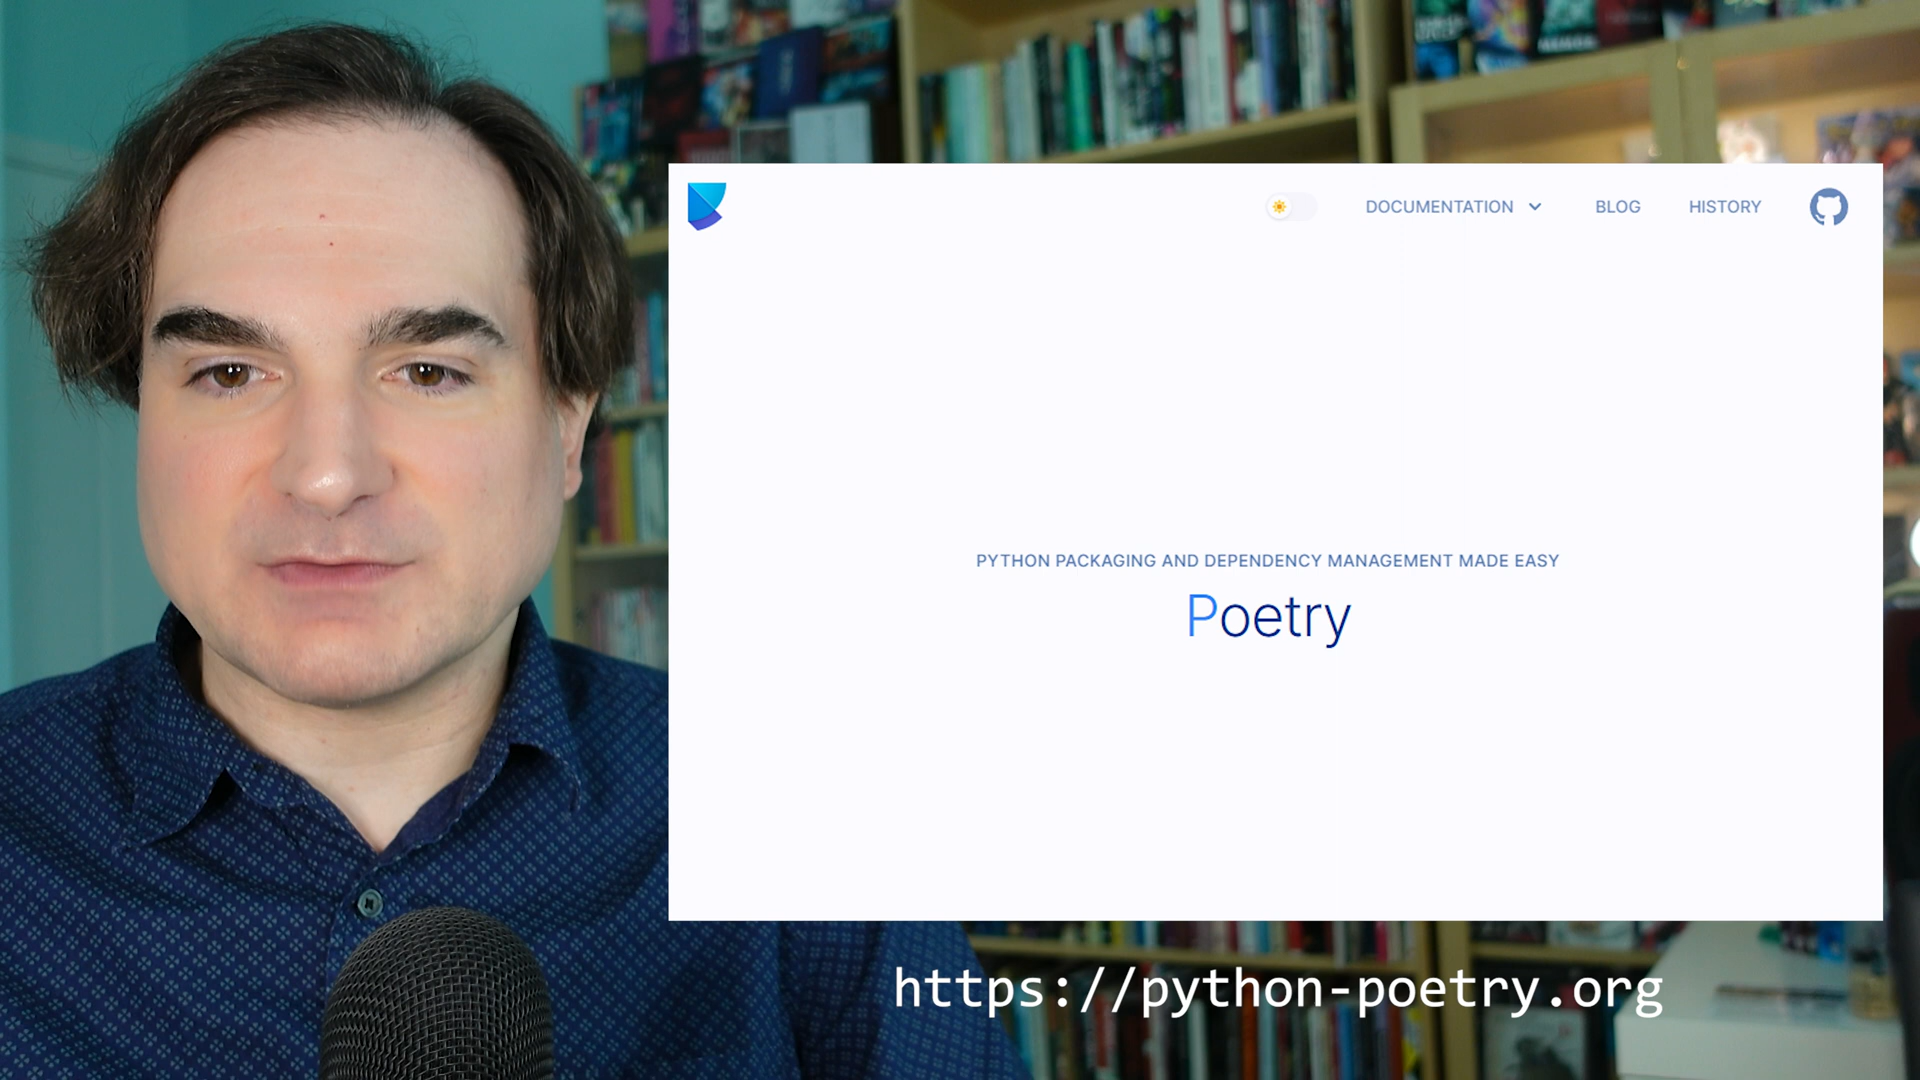 DOCUMENTATION
BLOG
HISTORY
PYTHON PACKAGING AND DEPENDENCY MANAGEMENT MADE EASY
Poetry
https://python-poetry.org